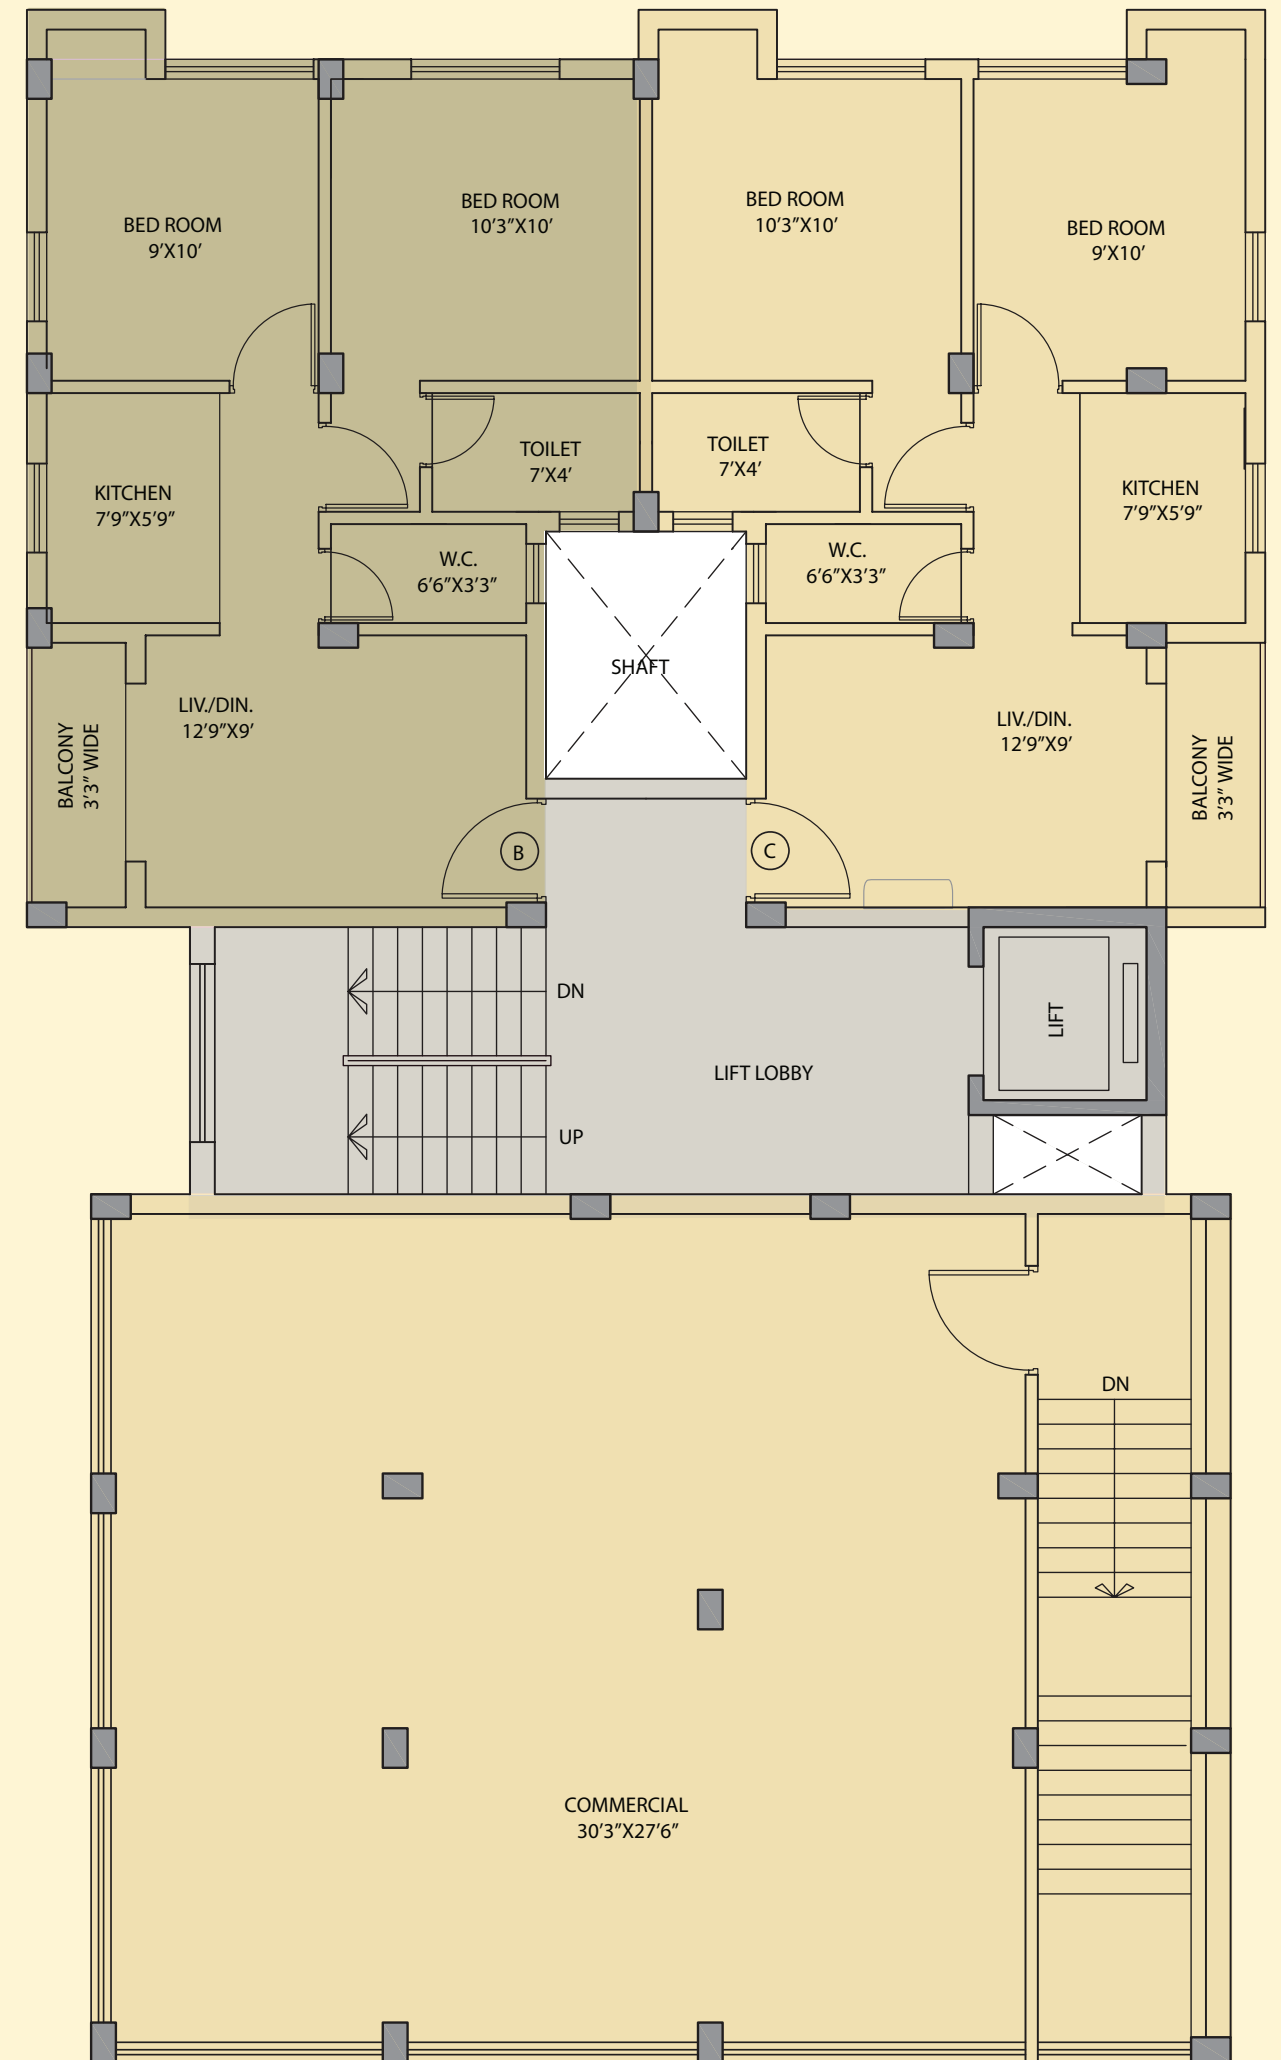 BED ROOM
9’X10’
BED ROOM
10’3”X10’
BED ROOM
10’3”X10’
BED ROOM
9’X10’
KITCHEN
7’9”X5’9”
TOILET
7’X4’
TOILET
7’X4’
KITCHEN
7’9”X5’9”
W.C.
6’6”X3’3”
W.C.
6’6”X3’3”
SHAFT
BALCONY
3’3” WIDE
LIV./DIN.
12’9”X9’
LIV./DIN.
12’9”X9’
BALCONY
3’3” WIDE
B
C
DN
LIFT
LIFT LOBBY
UP
DN
COMMERCIAL
30’3”X27’6”